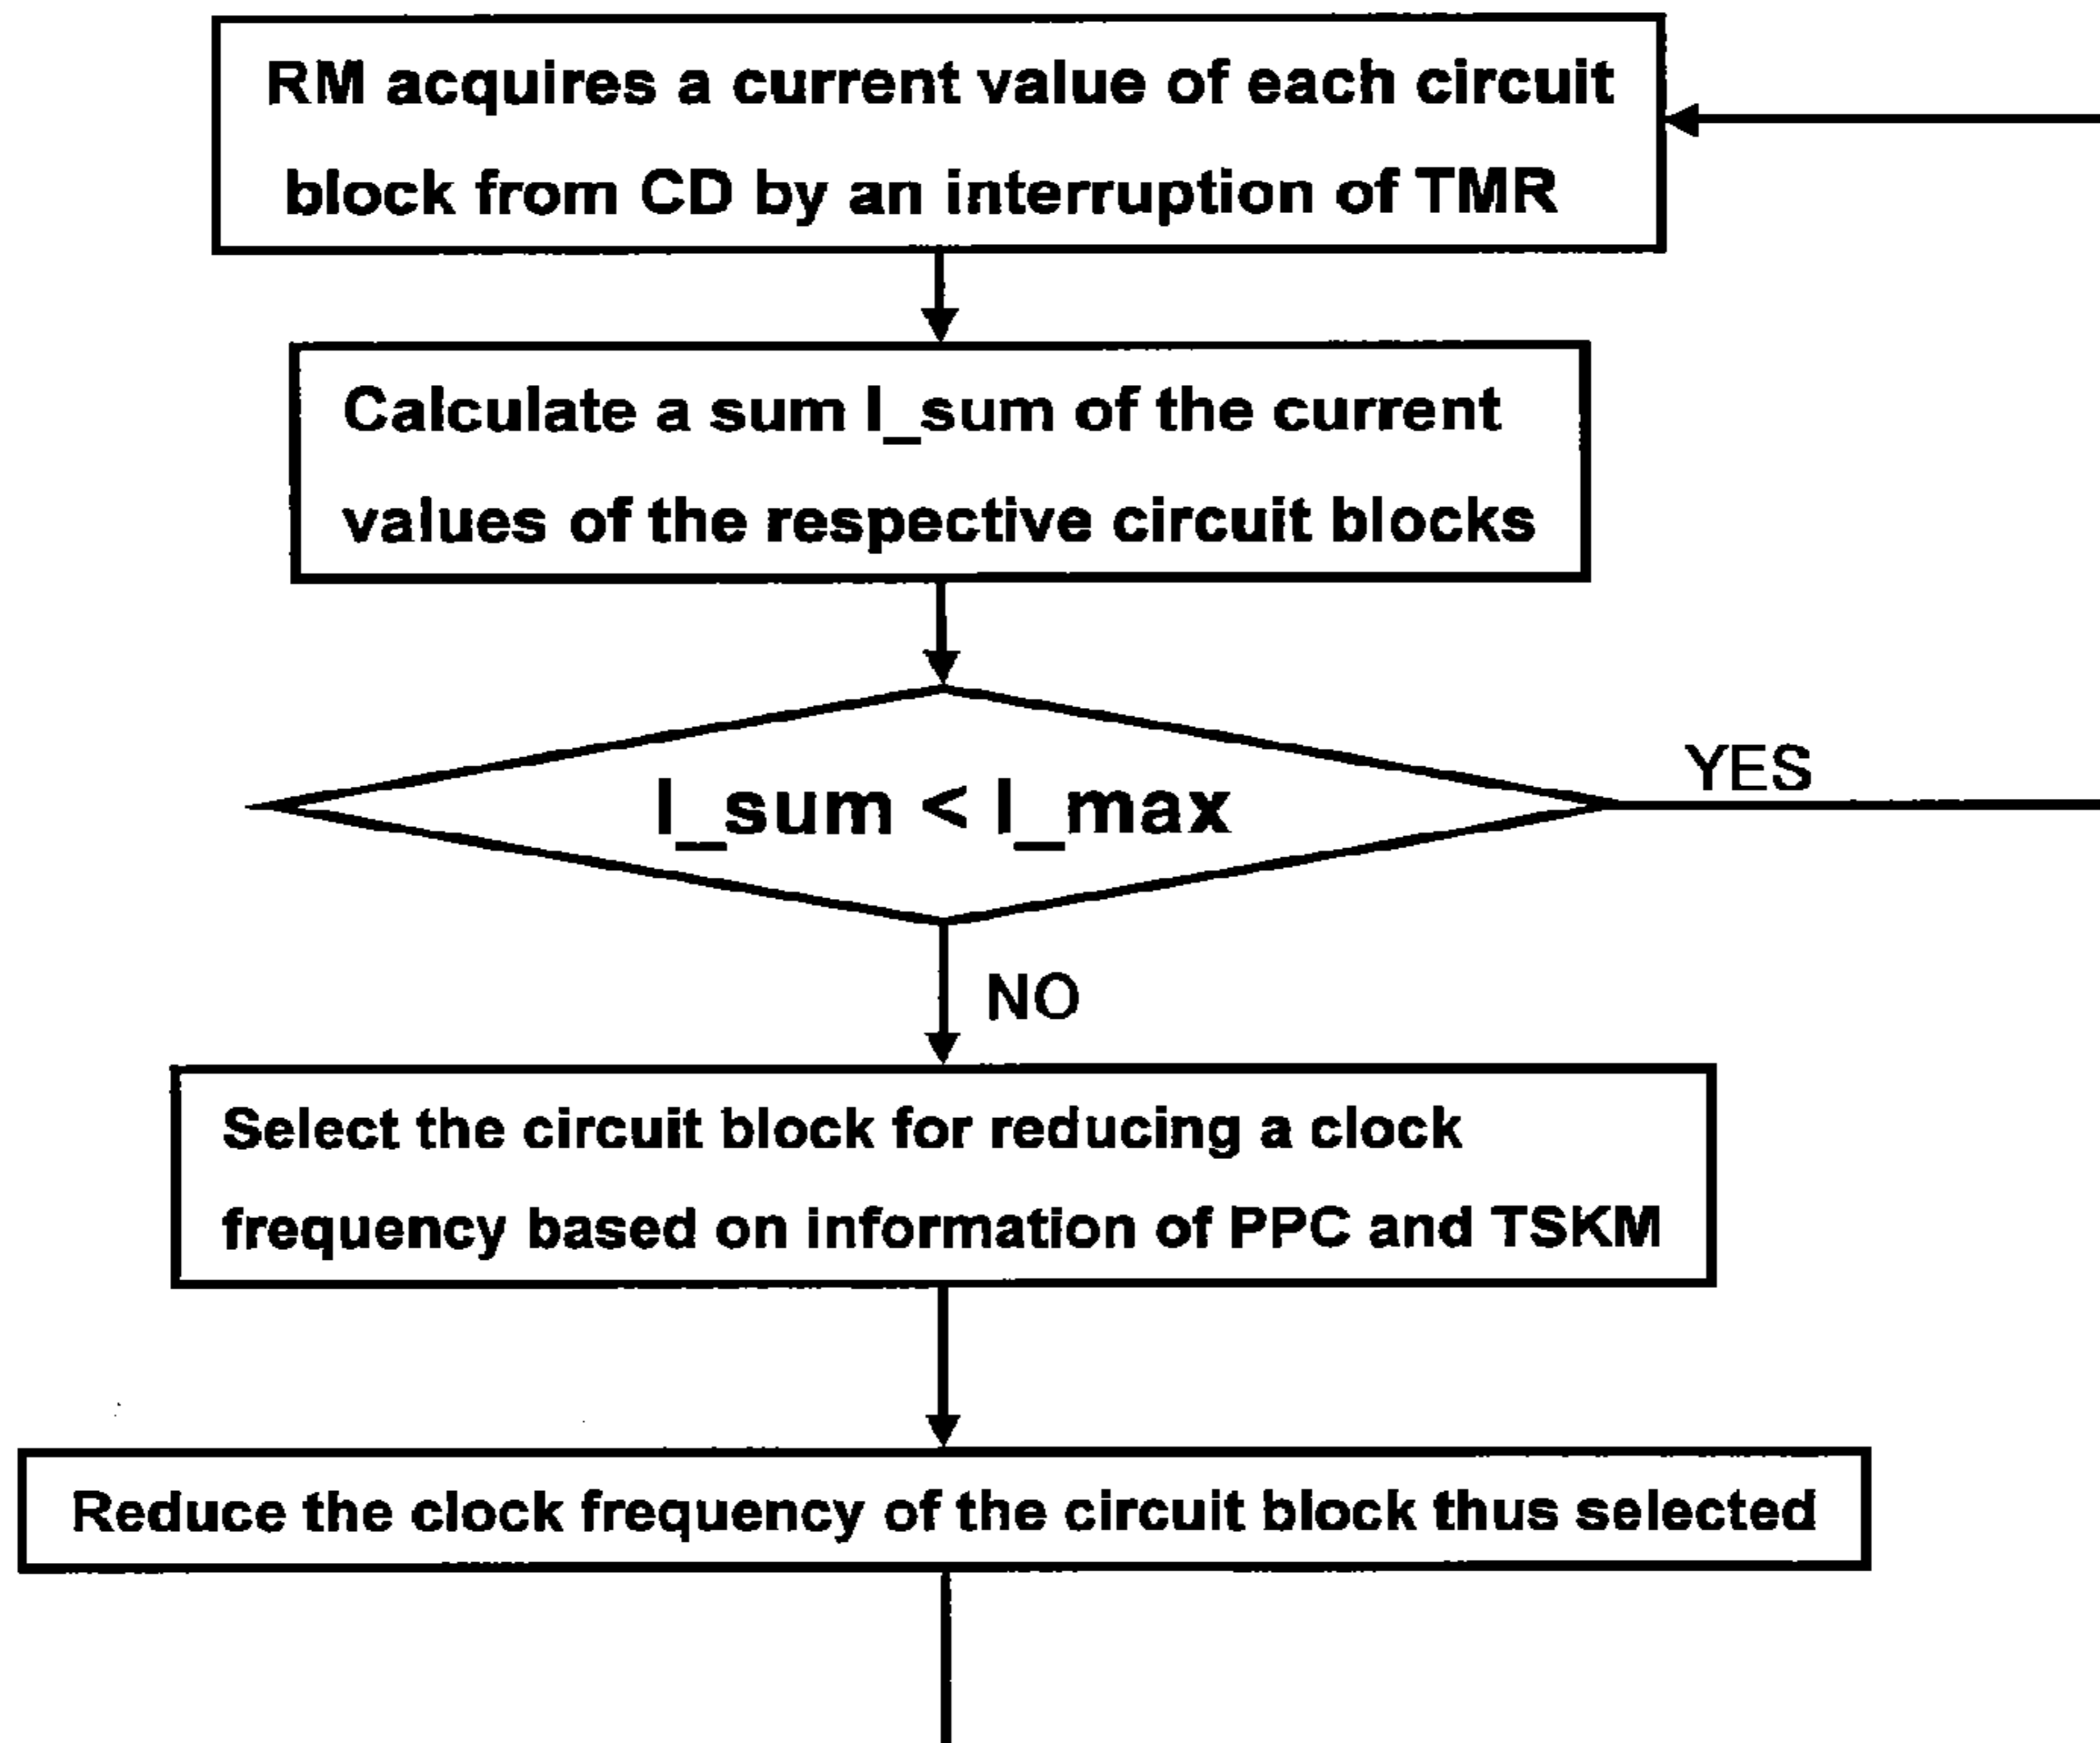 RM acquires a current value of each circuit
block from CD by an interruption of TMR
Calculate a sum I_sum of the current
values of the respective circuit blocks
I_sum < I_max
YES
NO
Select the circuit block for reducing a clock
frequency based on information of PPC and TSKM
Reduce the clock frequency of the circuit block thus selected